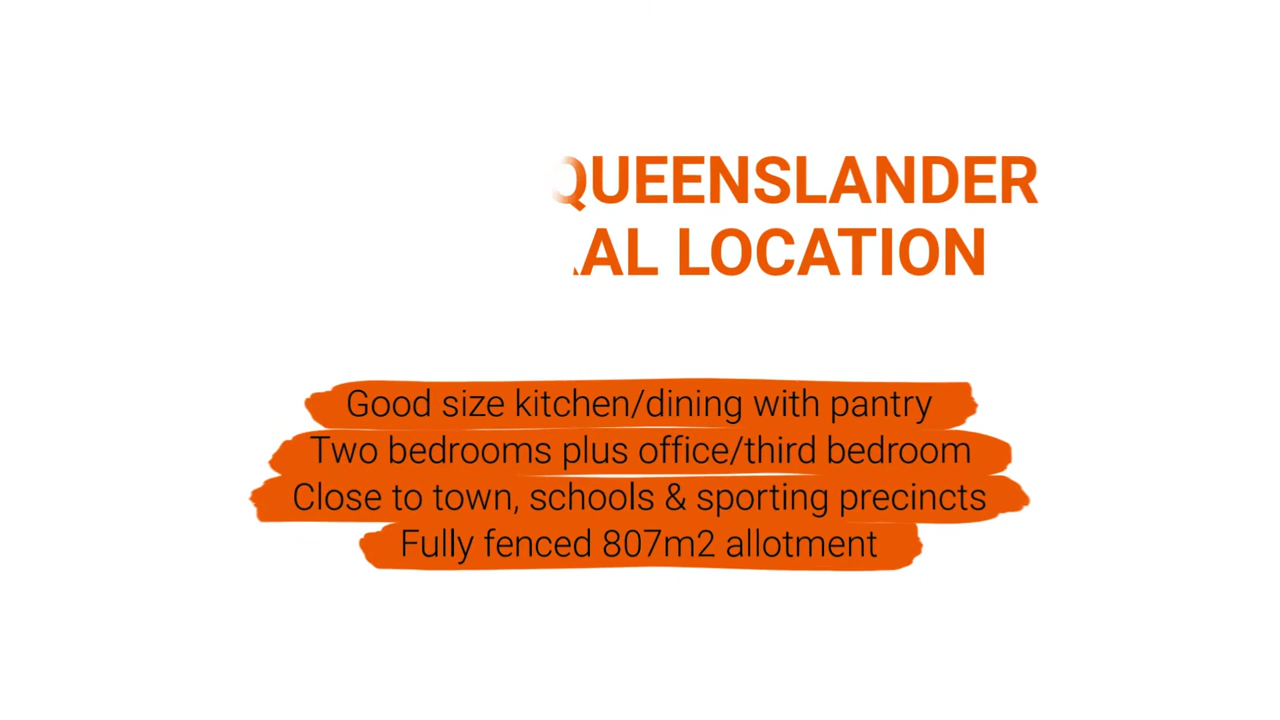 QUEENSLANDER
LOCATION
Good size kitchen/dining with pantry
Two bedrooms plus office/third bedroom
Close to town, schools & sporting precincts
Fully fenced 807m2 allotment